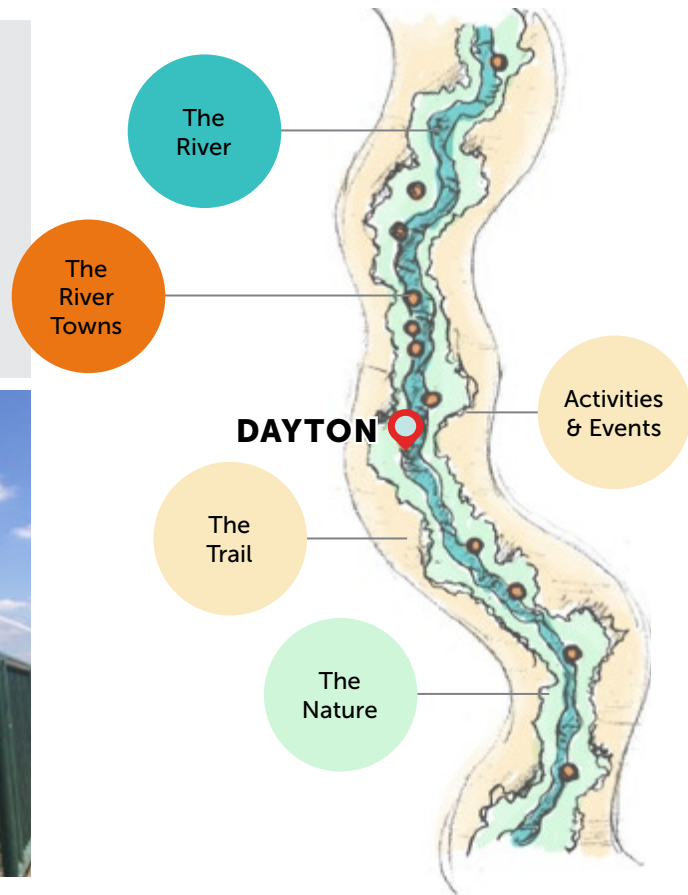 The
River
The
River
Towns
DAYTON
Activities
& Events
The
Trail
The
Nature